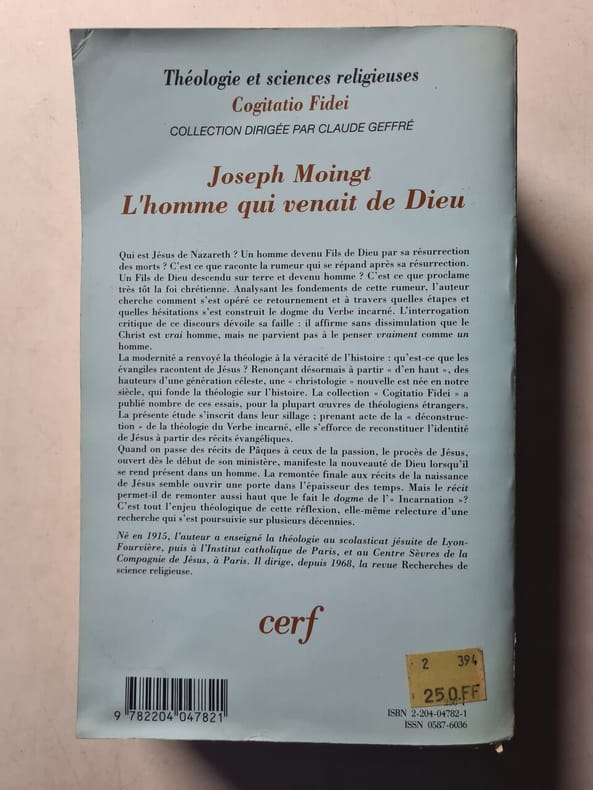 Théologie et sciences religieuses
Cogitatio Fidei
COLLECTION DIRIGÉE PAR CLAUDE GEFFRÉ
Joseph Moingt
L'homme qui venait de Dieu
Qui est Jésus de Nazareth ? Un homme devenu Fils de Dieu par sa résurrection
des morts ? C'est ce que raconte la rumeur qui se répand après sa résurrection.
Un Fils de Dieu descendu sur terre et devenu homme ? C'est ce que proclame
très tôt la foi chrétienne. Analysant les fondements de cette rumeur, l'auteur
cherche comment s'est opéré ce retournement et à travers quelles étapes et
quelles hésitations s'est construit le dogme du Verbe incarné. L'interrogation
critique de ce discours dévoile sa faille : il affirme sans dissimulation que le
Christ est vrai homme, mais ne parvient pas à le penser vraiment comme un
homme.
La modernité a renvoyé la théologie à la véracité de l'histoire : qu'est-ce que les
évangiles racontent de Jésus ? Renonçant désormais à partir « d'en haut », des
hauteurs d'une génération céleste, une « christologie » nouvelle est née en notre
siècle, qui fonde la théologie sur l'histoire. La collection « Cogitatio Fidei » a
publié nombre de ces essais, pour la plupart œuvres de théologiens étrangers.
La présente étude s'inscrit dans leur sillage ; prenant acte de la « déconstruc-
tion » de la théologie du Verbe incarné, elle s'efforce de reconstituer l'identité
de Jésus à partir des récits évangéliques.
Quand on passe des récits de Pâques à ceux de la passion, le procès de Jésus,
ouvert dès le début de son ministère, manifeste la nouveauté de Dieu lorsqu'il
se rend présent dans un homme. La remontée finale aux récits de la naissance
de Jésus semble ouvrir une porte dans l'épaisseur des temps. Mais le récit
permet-il de remonter aussi haut que le fait le dogme de l'« Incarnation »?
C'est tout l'enjeu théologique de cette réflexion, elle-même relecture d'une
recherche qui s'est poursuivie sur plusieurs décennies.
Né en 1915, l'auteur a enseigné la théologie au scolasticat jésuite de Lyon-
Fourvière, puis à l'Institut catholique de Paris, et au Centre Sèvres de la
Compagnie de Jésus, à Paris. Il dirige, depuis 1968, la revue Recherches de
science religieuse.
cerf
2 394
250.FF
9 782204 047821
ISBN 2-204-04782-1
ISSN 0587-6036